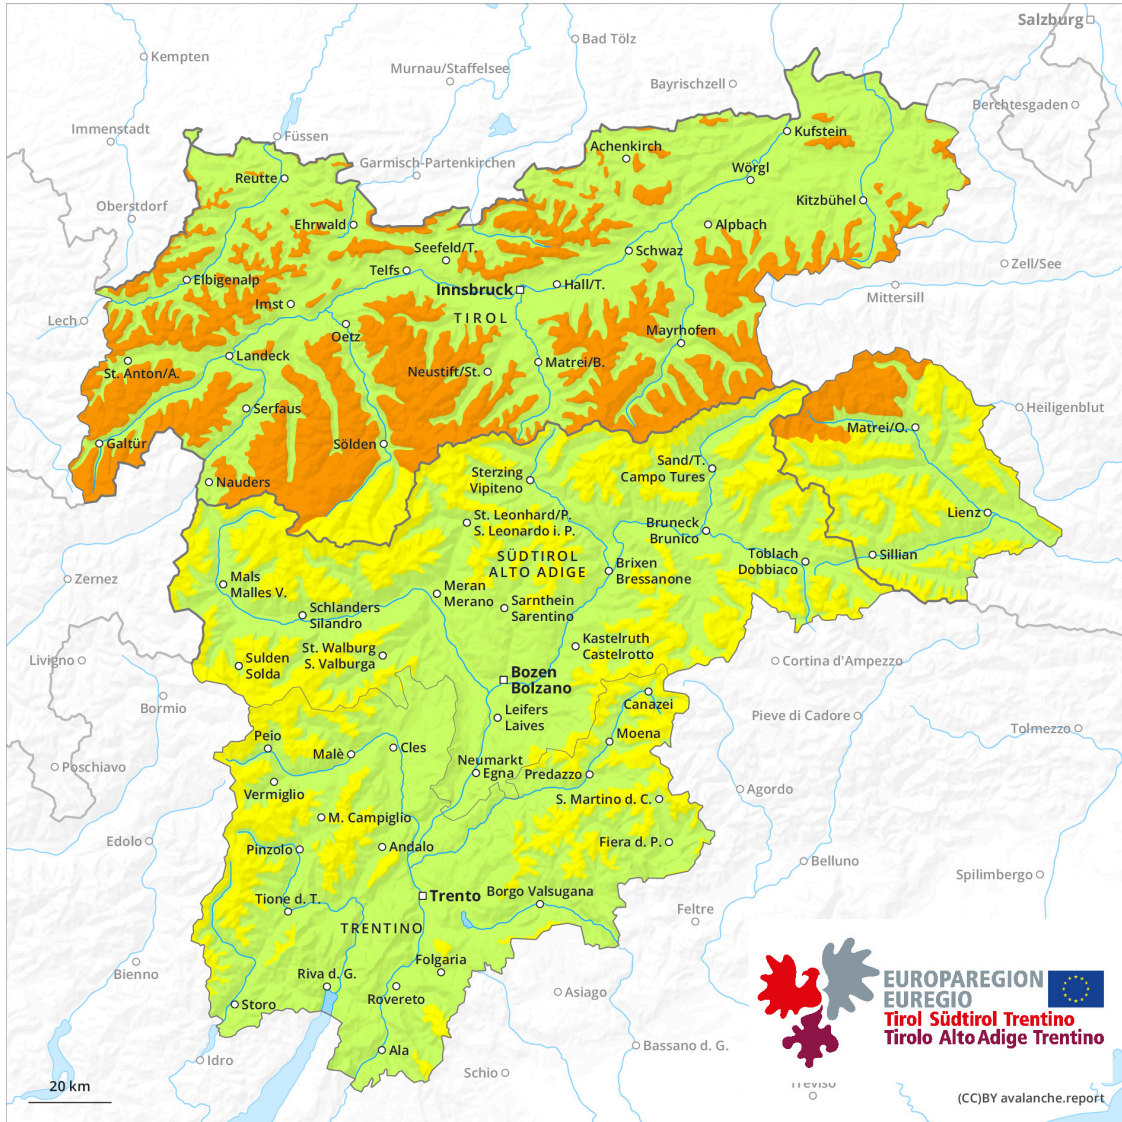 Salzburg
Bad Tölz
Kempten
Murnau/Staffelsee
Bayrischzell
Berchtesgaden
Immenstadt
Füssen
Kufstein
Achenkirch
Garmisch-Partenkirchen
Wörgl
Reutte
Oberstdorf
Kitzbühel
Ehrwald
Alpbach
Seefeld/T.
Schwaz
Telfs
Zell/See
Elbigenalp
Innsbruck
Hall/T.
Mittersill
Imst
TIROL
Lech
Oetz
Mayrhofen
Landeck
Matrei/B.
St. Anton/A.
Neustift/St.
Serfaus
Heiligenblut
Matrei/O.
Galtür
Sölden
Sand/T.
Campo Tures
Sterzing
Vipiteno
Nauders
Lienz
St. Leonhard/P.
S. Leonardo i. P.
Bruneck
Brunico
SÜDTIROL
ALTO ADIGE
Toblach
Dobbiaco
Sillian
Brixen
Bressanone
Zernez
Mals
Malles V.
Meran
Merano
Sarnthein
Sarentino
Schlanders
Silandro
Kastelruth
Castelrotto
St. Walburg
S. Valburga
Livigno
Sulden
Solda
Cortina d'Ampezzo
Bozen
Bolzano
Bormio
Canazei
Leifers
Laives
Pieve di Cadore
Tolmezzo
Peio
Moena
Malè
Cles
Poschiavo
Neumarkt
Egna
Predazzo
Vermiglio
Agordo
S. Martino d. C.
M. Campiglio
Edolo
Pinzolo
Andalo
Fiera d. P.
Belluno
Spilimbergo
Trento
Borgo Valsugana
Tione d. T.
Feltre
TRENTINO
Folgaria
Bienno
Riva d. G.
Rovereto
Asiago
Storo
EUROPAREGION
EUREGIO
Tirol Südtirol Trentino
Tirolo Alto Adige Trentino
Ala
Bassano d. G.
Idro
Schio
Treviso
20 km
(CC)BY avalanche.report